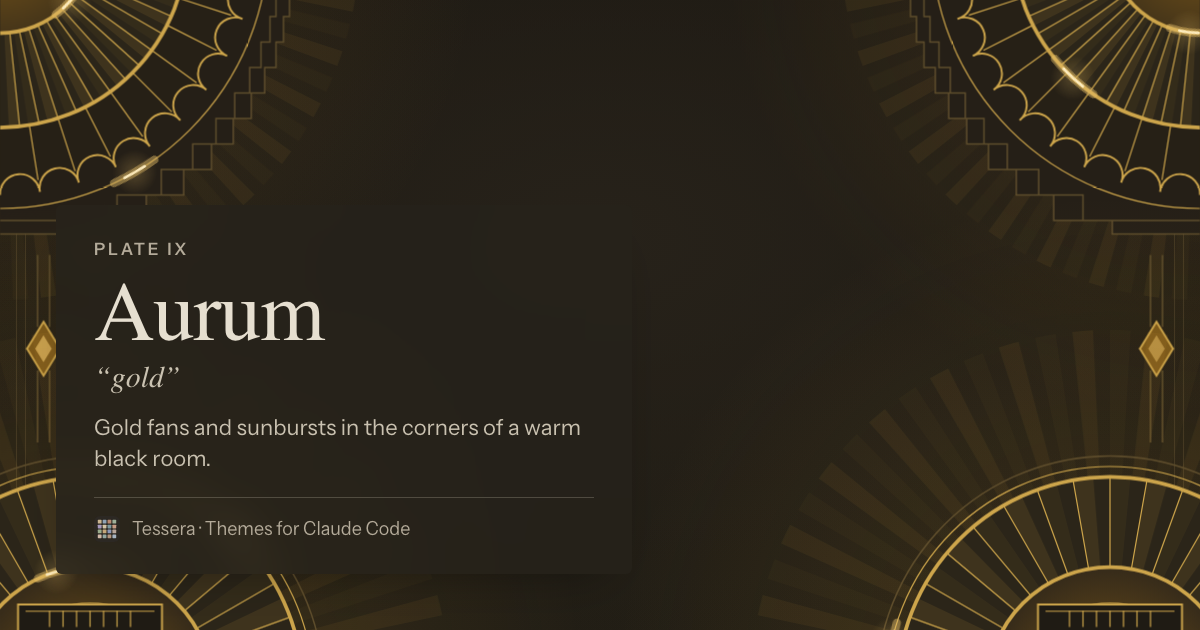 PLATE IX
Aurum
“gold”
Gold fans and sunbursts in the corners of a warm
black room.
Tessera · Themes for Claude Code